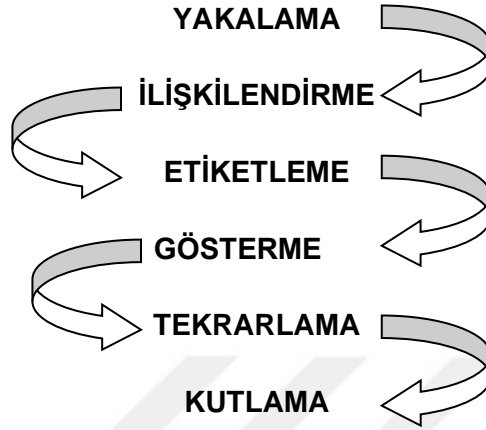 YAKALAMA
İLİŞKİLENDİRME
ETİKETLEME
GÖSTERME
TEKRARLAMA
KUTLAMA